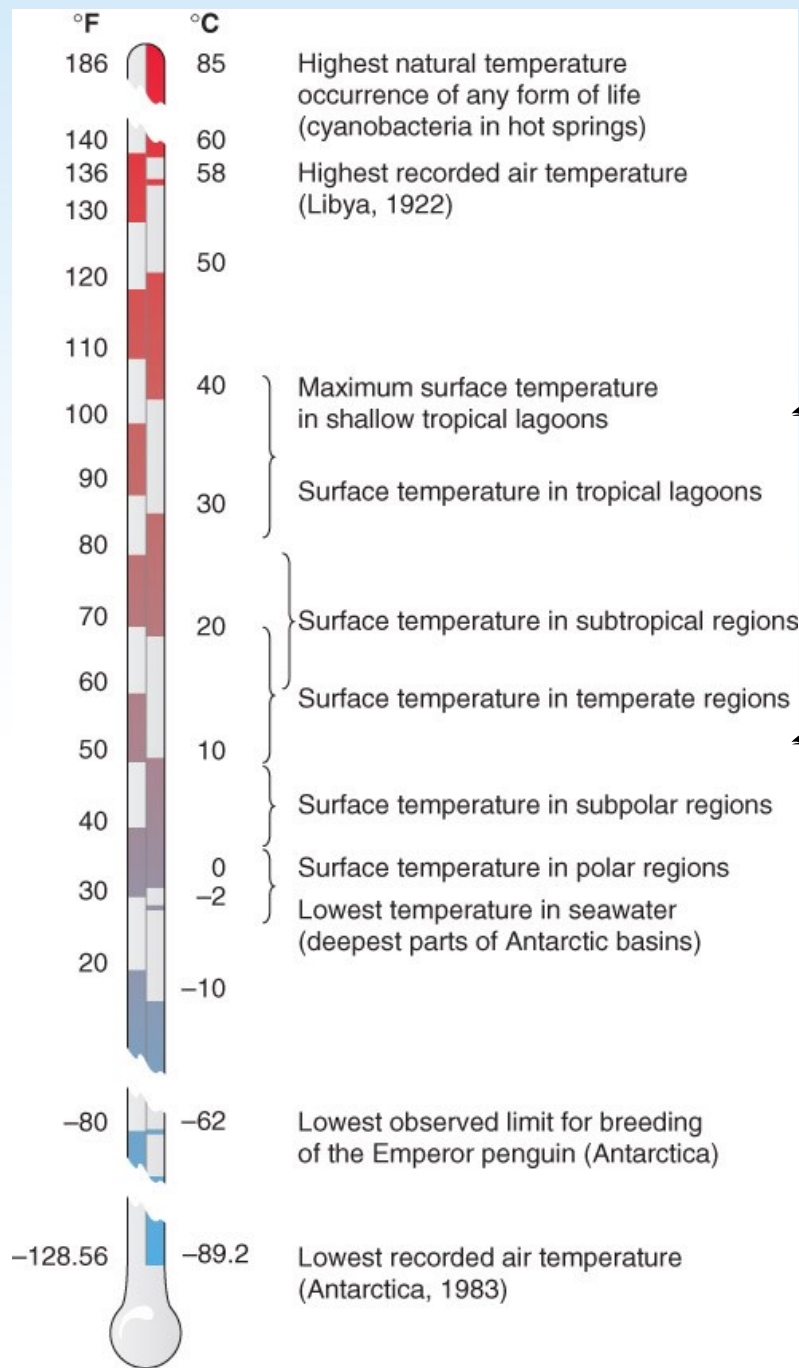 °F °C
186 85 Highest natural temperature
occurrence of any form of life
(cyanobacteria in hot springs)
140 60
136 58 Highest recorded air temperature
(Libya, 1922)
130
50
120
110
40 Maximum surface temperature
in shallow tropical lagoons
100
90
30 Surface temperature in tropical lagoons
80
70 20 Surface temperature in subtropical regions
60
Surface temperature in temperate regions
50 10
Surface temperature in subpolar regions
40
0 Surface temperature in polar regions
30 –2
Lowest temperature in seawater
(deepest parts of Antarctic basins)
20
–10
–80 –62 Lowest observed limit for breeding
of the Emperor penguin (Antarctica)
–128.56 –89.2 Lowest recorded air temperature
(Antarctica, 1983)